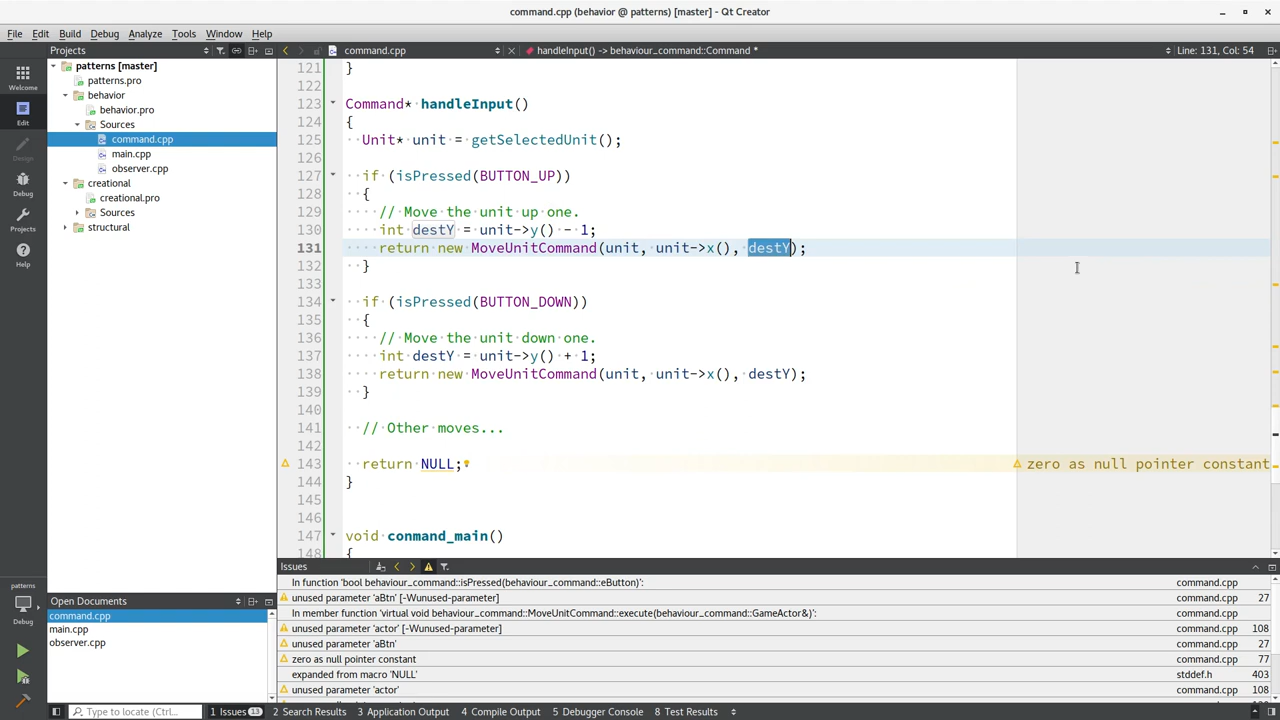 command.cpp (behavior @ patterns) [master] - Qt Creator
File Edit Build Debug Analyze Tools Window Help
Projects
command.cpp
handleInput() -> behaviour_command::Command *
Line: 131, Col: 54
Welcome
Edit
Design
Debug
Projects
Help
patterns
Debug
patterns [master]
patterns.pro
behavior
behavior.pro
Sources
command.cpp
main.cpp
observer.cpp
creational
creational.pro
Sources
structural
Open Documents
command.cpp
main.cpp
observer.cpp
121 }
122
123 Command* handleInput()
124 {
125 Unit* unit = getSelectedUnit();
126
127 if (isPressed(BUTTON_UP))
128 {
129 // Move the unit up one.
130 int destY = unit->y() - 1;
131 return new MoveUnitCommand(unit, unit->x(), destY);
132 }
133
134 if (isPressed(BUTTON_DOWN))
135 {
136 // Move the unit down one.
137 int destY = unit->y() + 1;
138 return new MoveUnitCommand(unit, unit->x(), destY);
139 }
140
141 // Other moves...
142
143 return NULL; zero as null pointer constant
144 }
145
146
147 void conmand_main()
148 {
Issues
In function 'bool behaviour_command::isPressed(behaviour_command::eButton)': command.cpp
unused parameter 'aBtn' [-Wunused-parameter] command.cpp 27
In member function 'virtual void behaviour_command::MoveUnitCommand::execute(behaviour_command::GameActor&)': command.cpp
unused parameter 'actor' [-Wunused-parameter] command.cpp 108
unused parameter 'aBtn' command.cpp 27
zero as null pointer constant command.cpp 77
expanded from macro 'NULL' stddef.h 403
unused parameter 'actor' command.cpp 108
Type to locate (Ctrl+...)
1 Issues 13 2 Search Results 3 Application Output 4 Compile Output 5 Debugger Console 8 Test Results